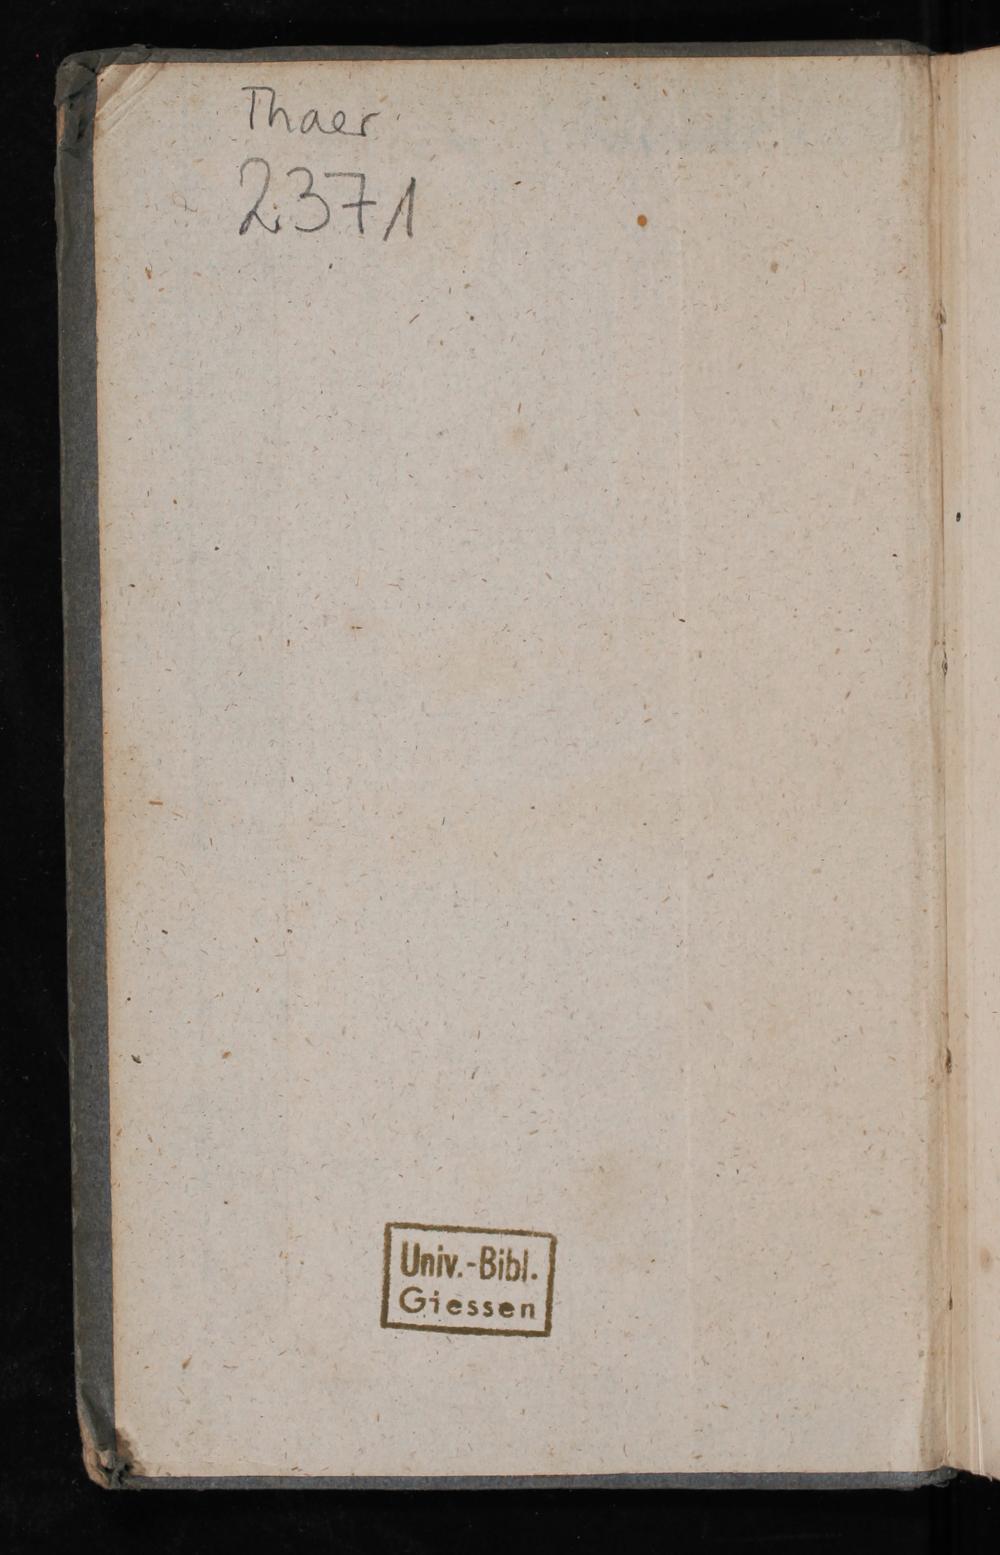 Thaer
2371
Univ.-Bibl.
Giessen